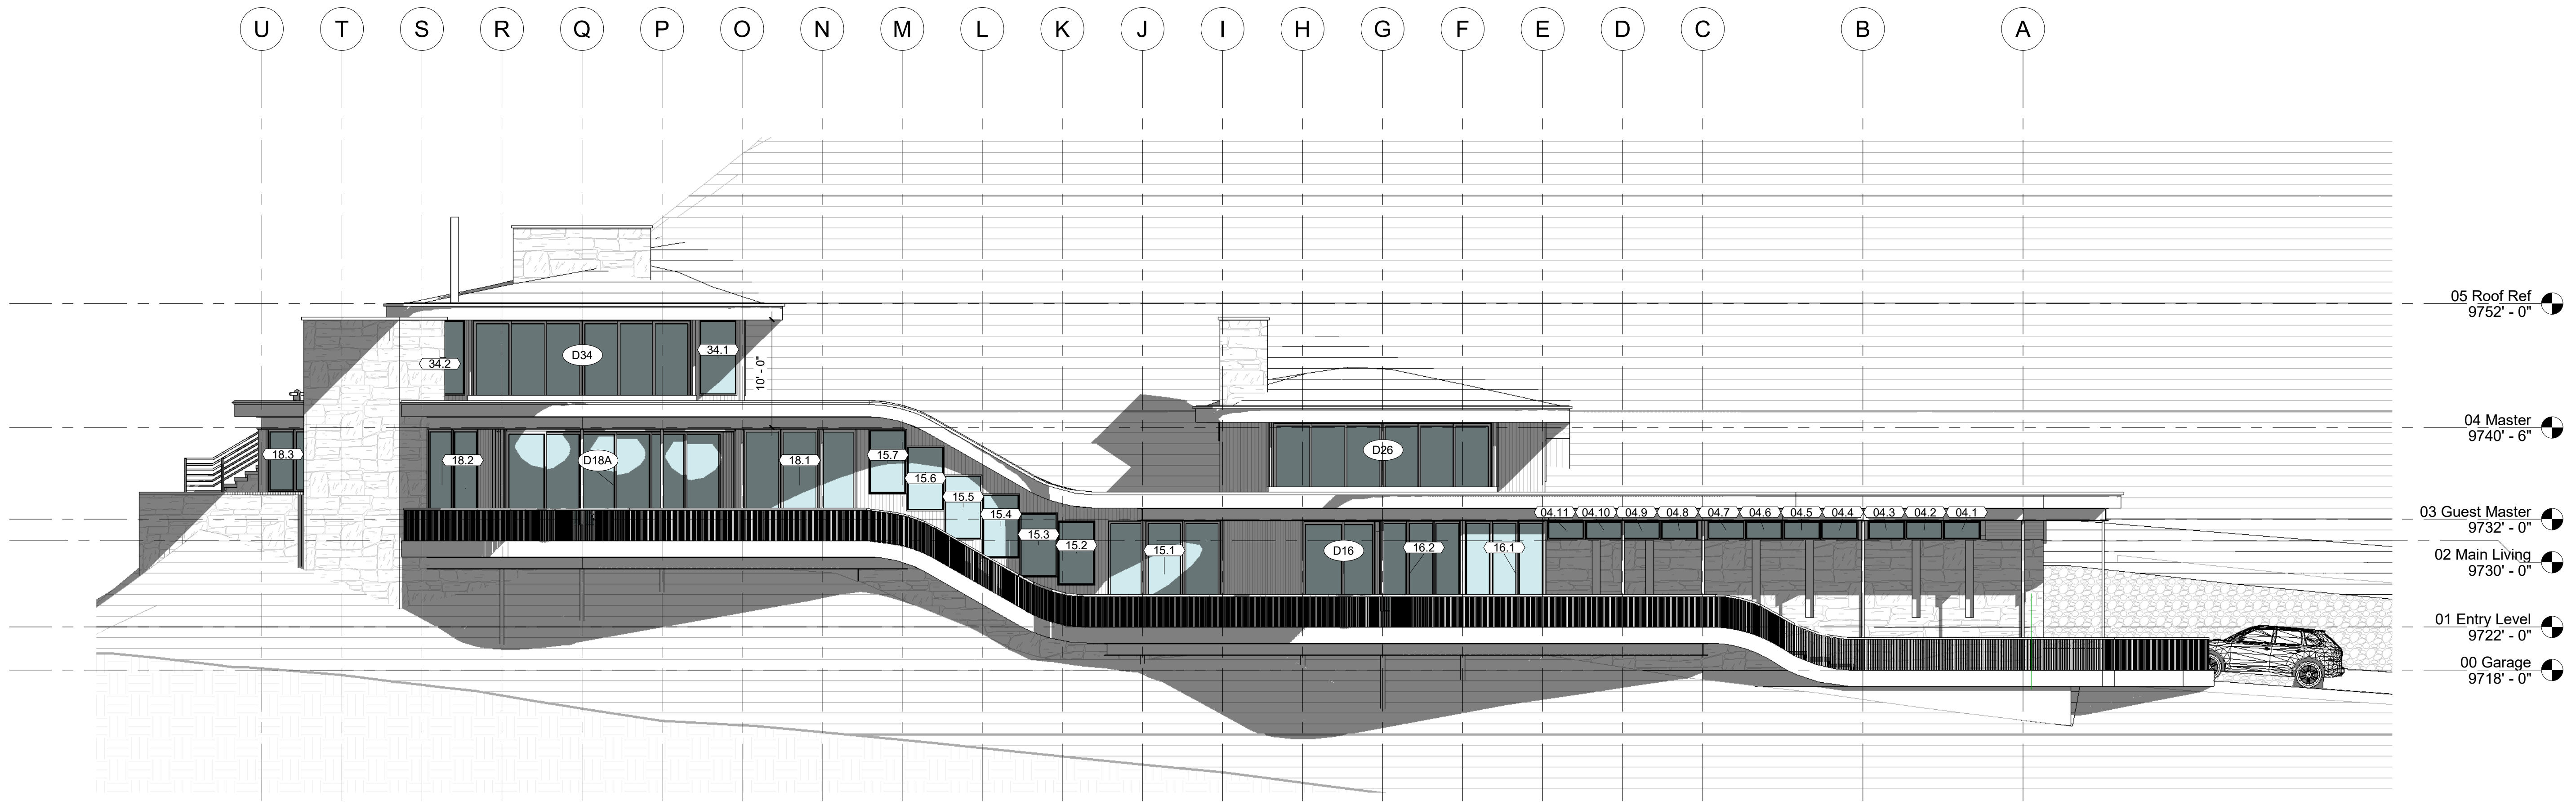 U T S R Q P O N M L K J I H G F E D C B A
05 Roof Ref
9752' - 0"
34.2
D34
34.1
10' - 0"
04 Master
9740' - 6"
18.3
18.2
D18A
18.1
15.7
15.6
15.5
15.4
15.3
15.2
15.1
D26
D16
16.2
16.1
04.11 04.10 04.9 04.8 04.7 04.6 04.5 04.4 04.3 04.2 04.1
03 Guest Master
9732' - 0"
02 Main Living
9730' - 0"
01 Entry Level
9722' - 0"
00 Garage
9718' - 0"